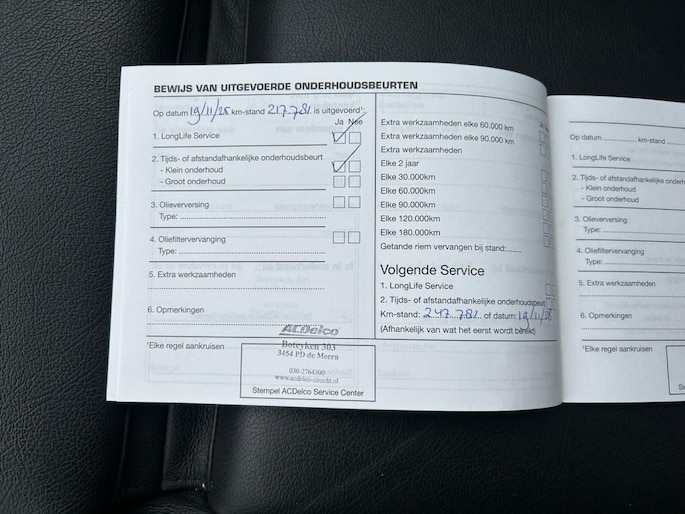 BEWIJS VAN UITGEVOERDE ONDERHOUDSBEURTEN
Op datum 19/11/25 km-stand 217.781 is uitgevoerd¹:
Ja Nee
1. LongLife Service
2. Tijds- of afstandafhankelijke onderhoudsbeurt
- Klein onderhoud
- Groot onderhoud
3. Olieverversing
Type:
4. Oliefiltervervanging
Type:
5. Extra werkzaamheden
6. Opmerkingen
¹Elke regel aankruisen
ACDelco
Boteyken 303
3454 PD de Meern
030-2764300
www.acdelco-utrecht.nl
Stempel ACDelco Service Center
Extra werkzaamheden elke 60.000 km
Extra werkzaamheden elke 90.000 km
Extra werkzaamheden
Elke 2 jaar
Elke 30.000km
Elke 60.000km
Elke 90.000km
Elke 120.000km
Elke 180.000km
Getande riem vervangen bij stand:
Volgende Service
1. LongLife Service
2. Tijds- of afstandafhankelijke onderhoudsbeurt
Km-stand: 247.781 of datum: 19/11/26
(Afhankelijk van wat het eerst wordt bereikt)
Op datum km-stand
1. LongLife Service
2. Tijds- of afstandafhankelijke onderh
- Klein onderhoud
- Groot onderhoud
3. Olieverversing
Type:
4. Oliefiltervervanging
Type:
5. Extra werkzaamheden
6. Opmerkingen
¹Elke regel aankruisen